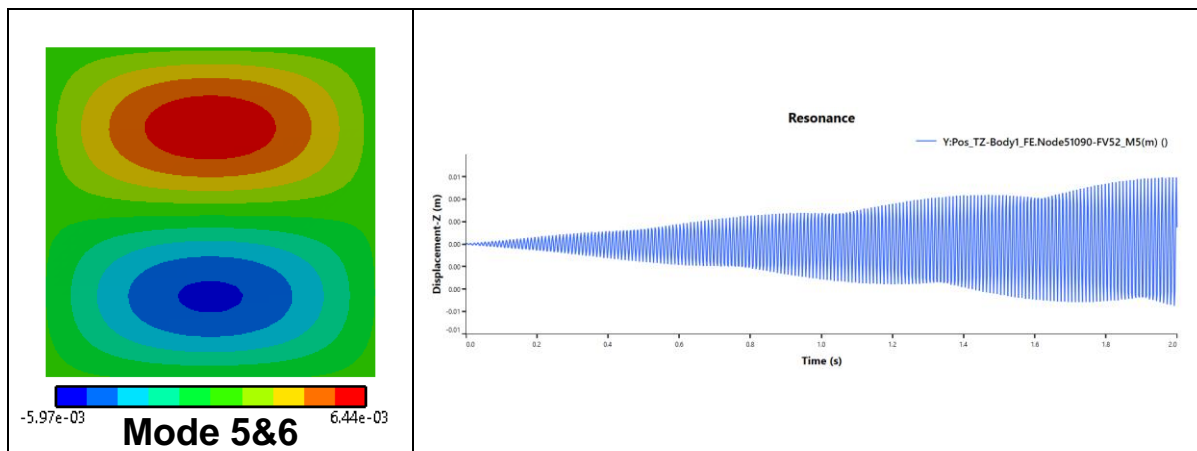 -5.97e-03 6.44e-03
Mode 5&6
Resonance
Y:Pos_TZ-Body1_FE.Node51090-FV52_M5(m) ()
Displacement-Z (m)
0.01
0.00
0.00
0.00
0.00
0.00
-0.01
-0.01
0.0 0.2 0.4 0.6 0.8 1.0 1.2 1.4 1.6 1.8 2.0
Time (s)